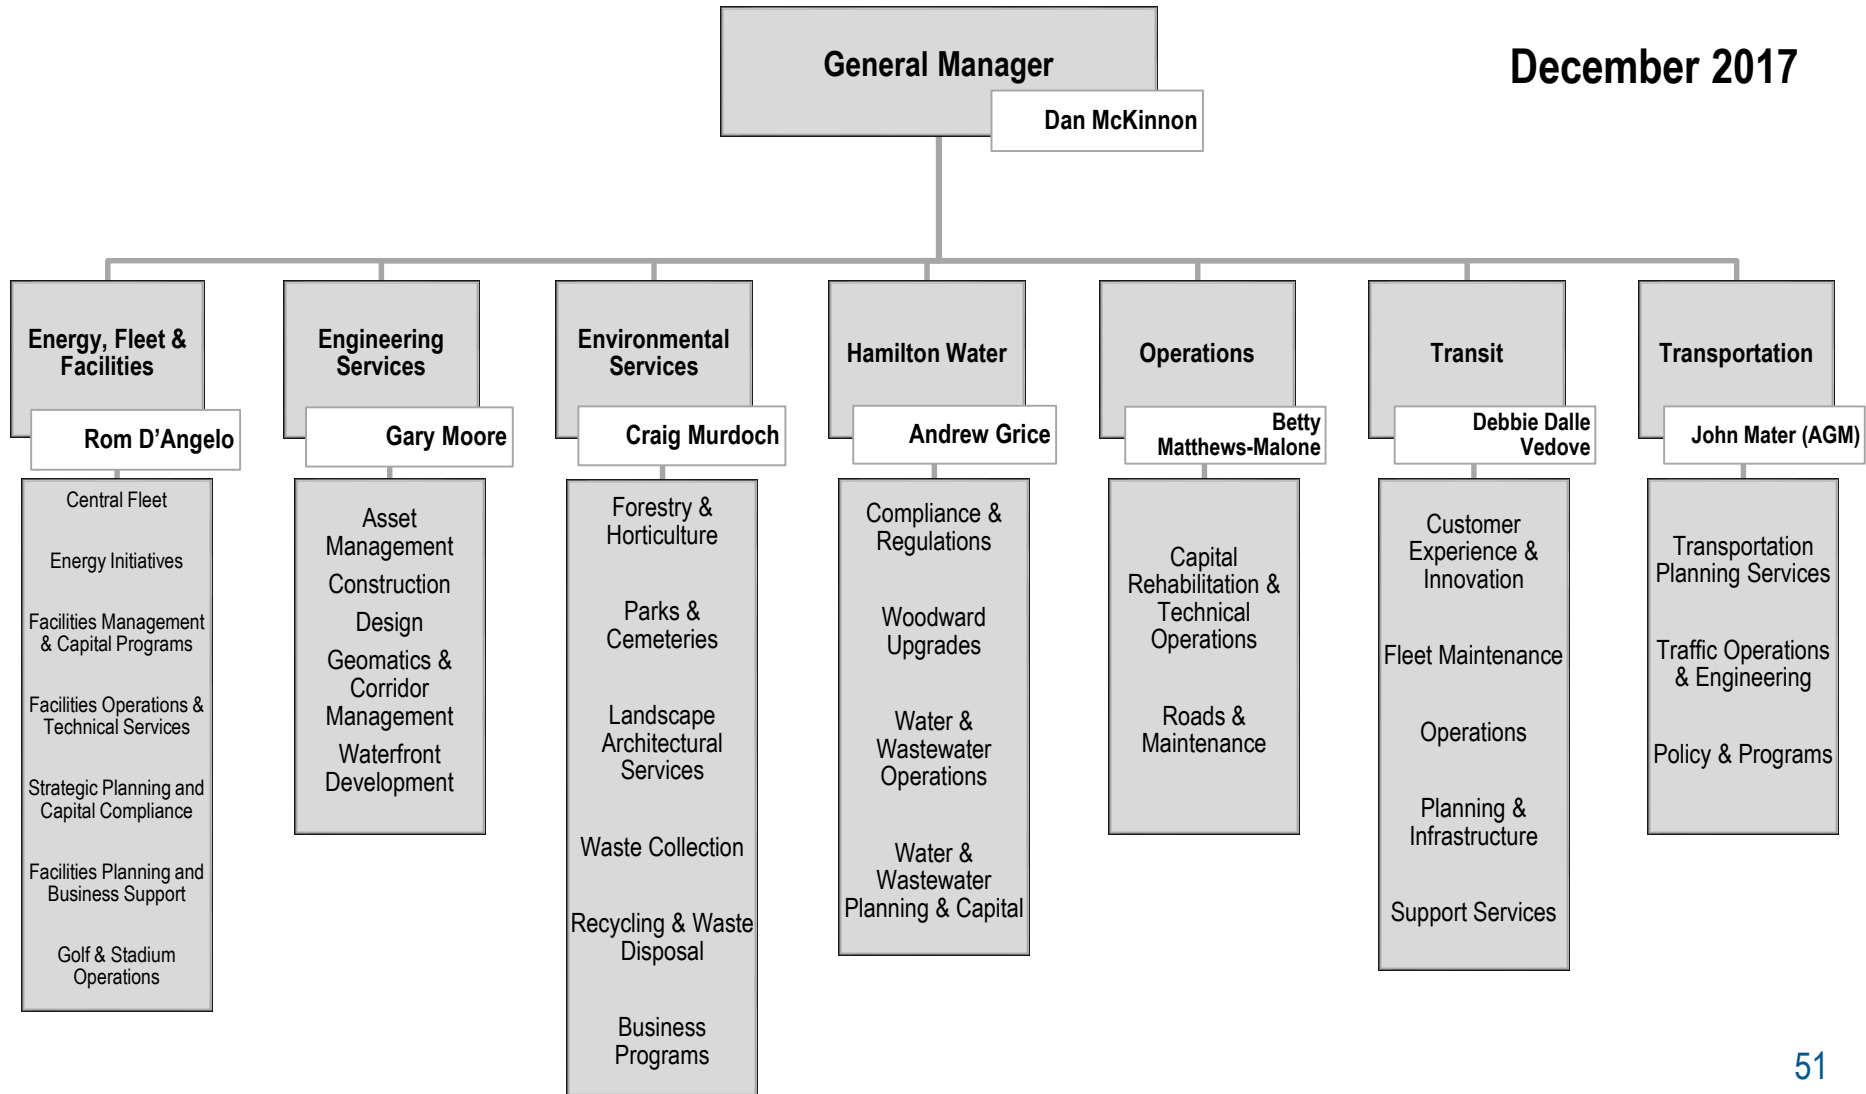 General Manager
December 2017
Dan McKinnon
Energy, Fleet &
Facilities
Rom D’Angelo
Central Fleet
Energy Initiatives
Facilities Management
& Capital Programs
Facilities Operations &
Technical Services
Strategic Planning and
Capital Compliance
Facilities Planning and
Business Support
Golf & Stadium
Operations
Engineering
Services
Gary Moore
Asset
Management
Construction
Design
Geomatics &
Corridor
Management
Waterfront
Development
Environmental
Services
Craig Murdoch
Forestry &
Horticulture
Parks &
Cemeteries
Landscape
Architectural
Services
Waste Collection
Recycling & Waste
Disposal
Business
Programs
Hamilton Water
Andrew Grice
Compliance &
Regulations
Woodward
Upgrades
Water &
Wastewater
Operations
Water &
Wastewater
Planning & Capital
Operations
Betty
Matthews-Malone
Capital
Rehabilitation &
Technical
Operations
Roads &
Maintenance
Transit
Debbie Dalle
Vedove
Customer
Experience &
Innovation
Fleet Maintenance
Operations
Planning &
Infrastructure
Support Services
Transportation
John Mater (AGM)
Transportation
Planning Services
Traffic Operations
& Engineering
Policy & Programs
51